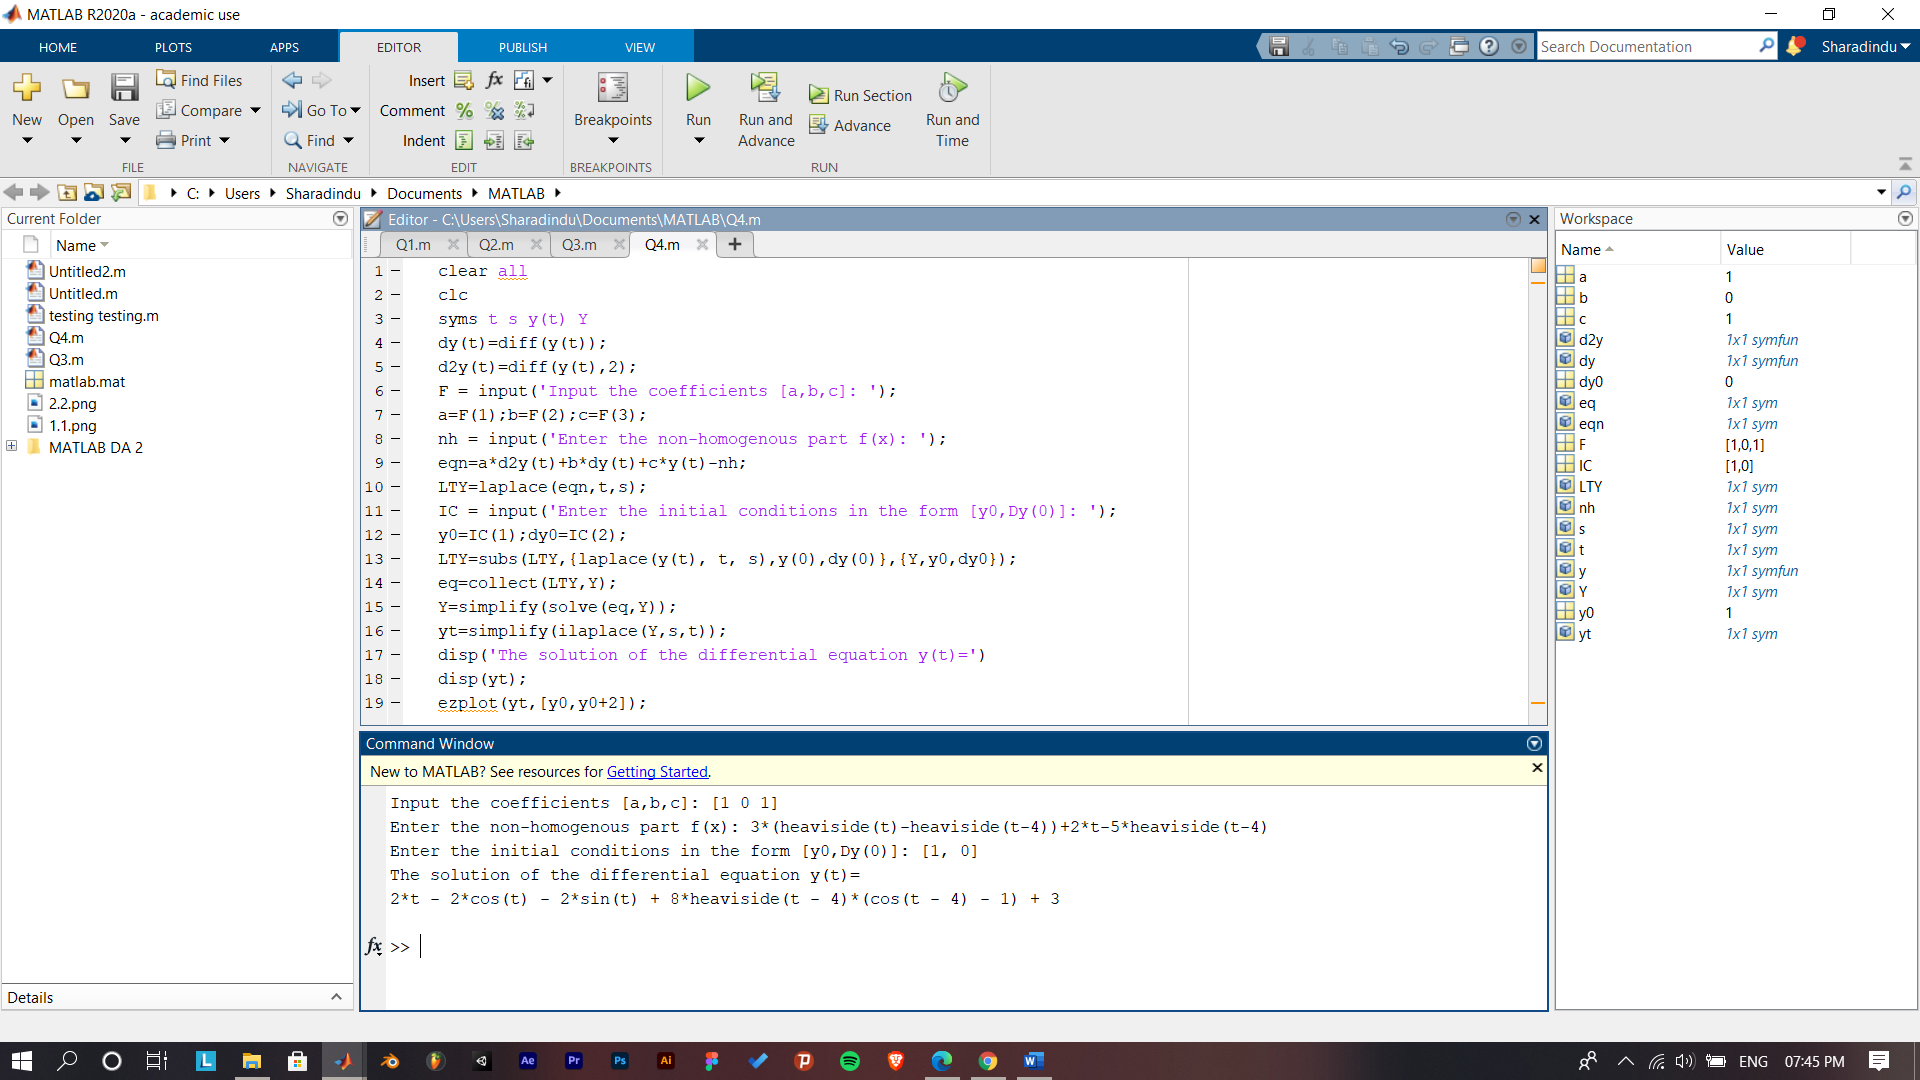 MATLAB R2020a - academic use
HOME PLOTS APPS EDITOR PUBLISH VIEW
Search Documentation
Sharadindu
New
Open
Save
Find Files
Compare
Print
FILE
Go To
Find
NAVIGATE
Insert
Comment
Indent
EDIT
Breakpoints
BREAKPOINTS
Run
Run and Advance
Run Section
Advance
Run and Time
RUN
C: Users Sharadindu Documents MATLAB
Current Folder
Name
Untitled2.m
Untitled.m
testing testing.m
Q4.m
Q3.m
matlab.mat
2.2.png
1.1.png
MATLAB DA 2
Details
Editor - C:\Users\Sharadindu\Documents\MATLAB\Q4.m
Q1.m Q2.m Q3.m Q4.m
1 clear all
2 clc
3 syms t s y(t) Y
4 dy(t)=diff(y(t));
5 d2y(t)=diff(y(t),2);
6 F = input('Input the coefficients [a,b,c]: ');
7 a=F(1);b=F(2);c=F(3);
8 nh = input('Enter the non-homogenous part f(x): ');
9 eqn=a*d2y(t)+b*dy(t)+c*y(t)-nh;
10 LTY=laplace(eqn,t,s);
11 IC = input('Enter the initial conditions in the form [y0,Dy(0)]: ');
12 y0=IC(1);dy0=IC(2);
13 LTY=subs(LTY,{laplace(y(t), t, s),y(0),dy(0)},{Y,y0,dy0});
14 eq=collect(LTY,Y);
15 Y=simplify(solve(eq,Y));
16 yt=simplify(ilaplace(Y,s,t));
17 disp('The solution of the differential equation y(t)=')
18 disp(yt);
19 ezplot(yt,[y0,y0+2]);
Command Window
New to MATLAB? See resources for Getting Started.
Input the coefficients [a,b,c]: [1 0 1]
Enter the non-homogenous part f(x): 3*(heaviside(t)-heaviside(t-4))+2*t-5*heaviside(t-4)
Enter the initial conditions in the form [y0,Dy(0)]: [1, 0]
The solution of the differential equation y(t)=
2*t - 2*cos(t) - 2*sin(t) + 8*heaviside(t - 4)*(cos(t - 4) - 1) + 3
fx >>
Workspace
Name Value
a 1
b 0
c 1
d2y 1x1 symfun
dy 1x1 symfun
dy0 0
eq 1x1 sym
eqn 1x1 sym
F [1,0,1]
IC [1,0]
LTY 1x1 sym
nh 1x1 sym
s 1x1 sym
t 1x1 sym
y 1x1 symfun
Y 1x1 sym
y0 1
yt 1x1 sym
L Ae Pr Ps Ai W
ENG 07:45 PM